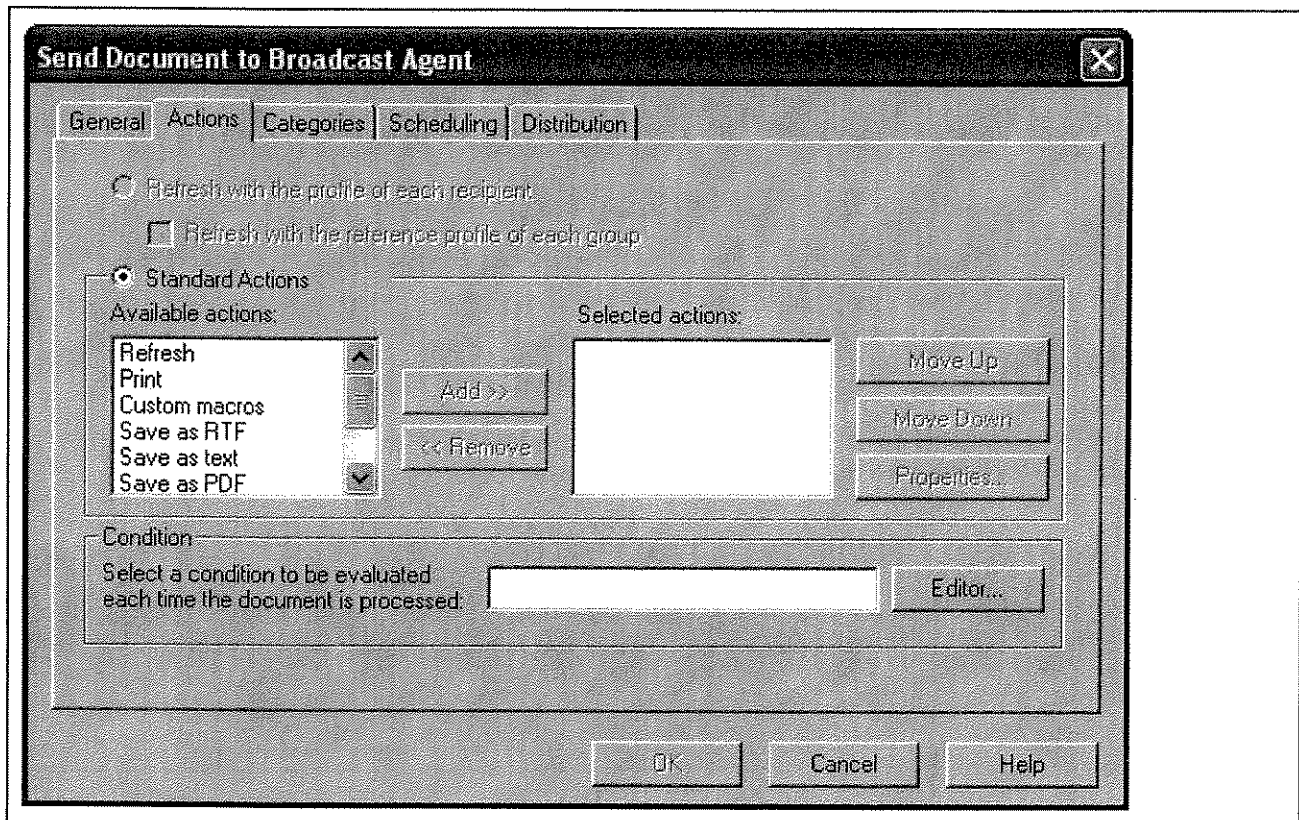 Send Document to Broadcast Agent
General Actions Categories Scheduling Distribution
Refresh with the profile of each recipient
Refresh with the reference profile of each group
Standard Actions
Available actions: Selected actions:
Refresh
Print
Custom macros
Save as RTF
Save as text
Save as PDF
Add >>
<< Remove
Move Up
Move Down
Properties...
Condition
Select a condition to be evaluated
each time the document is processed:
Editor...
OK Cancel Help